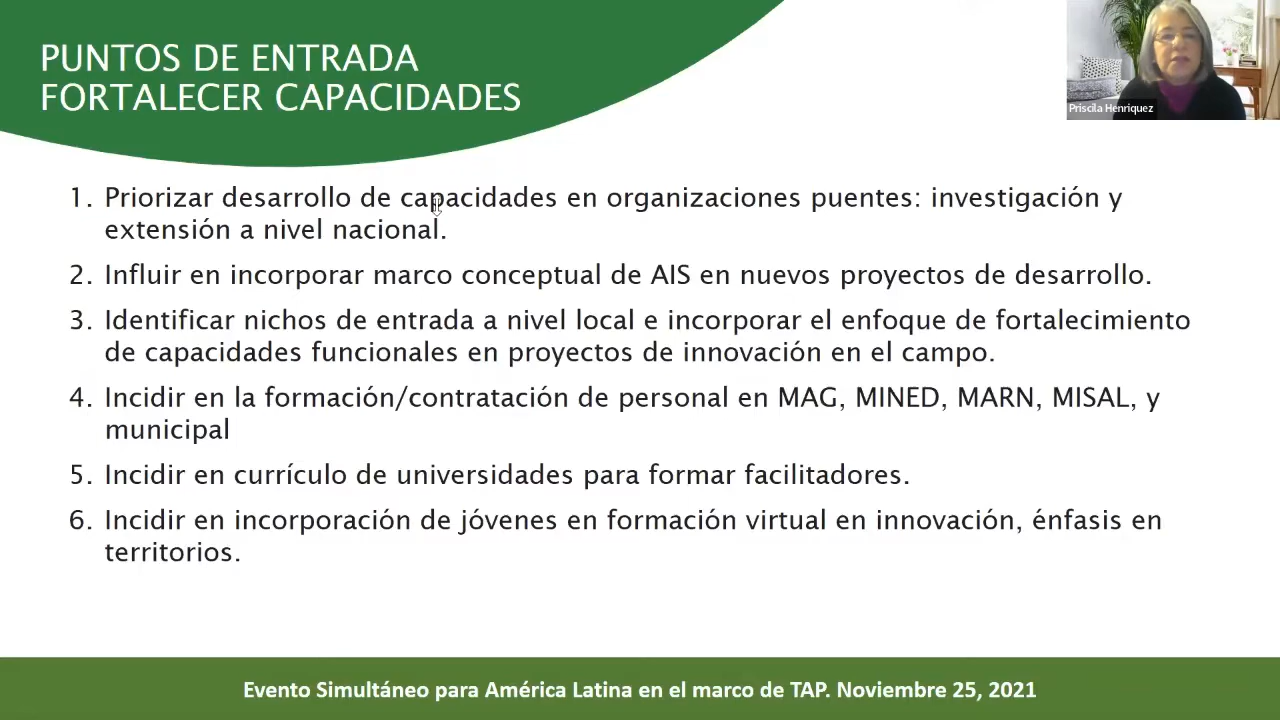 PUNTOS DE ENTRADA
FORTALECER CAPACIDADES
Priscila Henriquez
1. Priorizar desarrollo de capacidades en organizaciones puentes: investigación y
extensión a nivel nacional.
2. Influir en incorporar marco conceptual de AIS en nuevos proyectos de desarrollo.
3. Identificar nichos de entrada a nivel local e incorporar el enfoque de fortalecimiento
de capacidades funcionales en proyectos de innovación en el campo.
4. Incidir en la formación/contratación de personal en MAG, MINED, MARN, MISAL, y
municipal
5. Incidir en currículo de universidades para formar facilitadores.
6. Incidir en incorporación de jóvenes en formación virtual en innovación, énfasis en
territorios.
Evento Simultáneo para América Latina en el marco de TAP. Noviembre 25, 2021